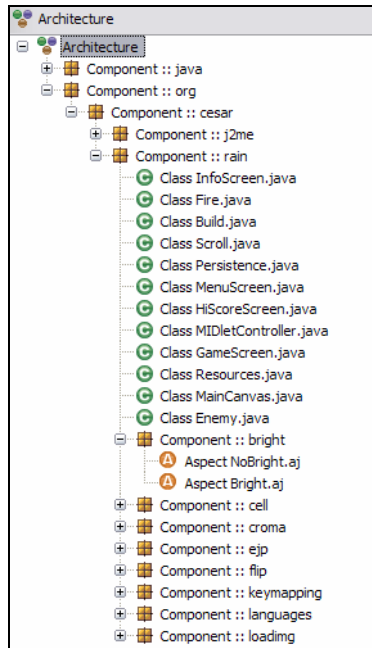 Architecture
Architecture
Component :: java
Component :: org
Component :: cesar
Component :: j2me
Component :: rain
C Class InfoScreen.java
C Class Fire.java
C Class Build.java
C Class Scroll.java
C Class Persistence.java
C Class MenuScreen.java
C Class HiScoreScreen.java
C Class MIDletController.java
C Class GameScreen.java
C Class Resources.java
C Class MainCanvas.java
C Class Enemy.java
Component :: bright
A Aspect NoBright.aj
A Aspect Bright.aj
Component :: cell
Component :: croma
Component :: ejp
Component :: flip
Component :: keymapping
Component :: languages
Component :: loadimg